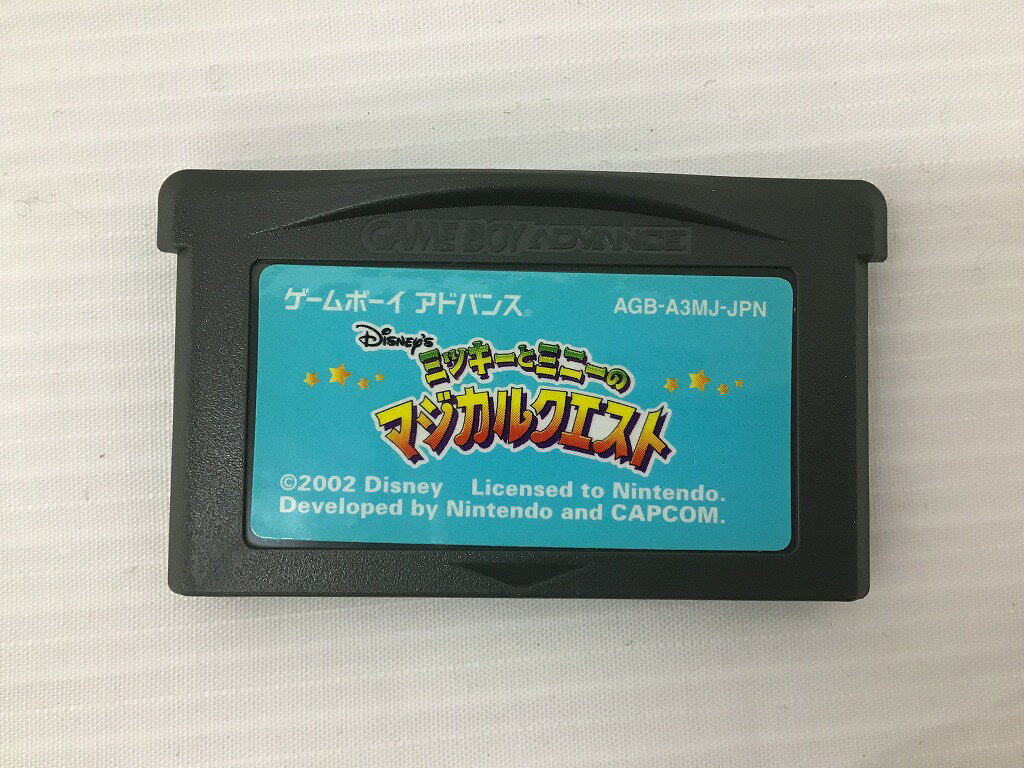 GAME BOY ADVANCE
ゲームボーイ アドバンス®
AGB-A3MJ-JPN
DISNEY'S
ミッキーとミニーの
マジカルクエスト
©2002 Disney Licensed to Nintendo.
Developed by Nintendo and CAPCOM.